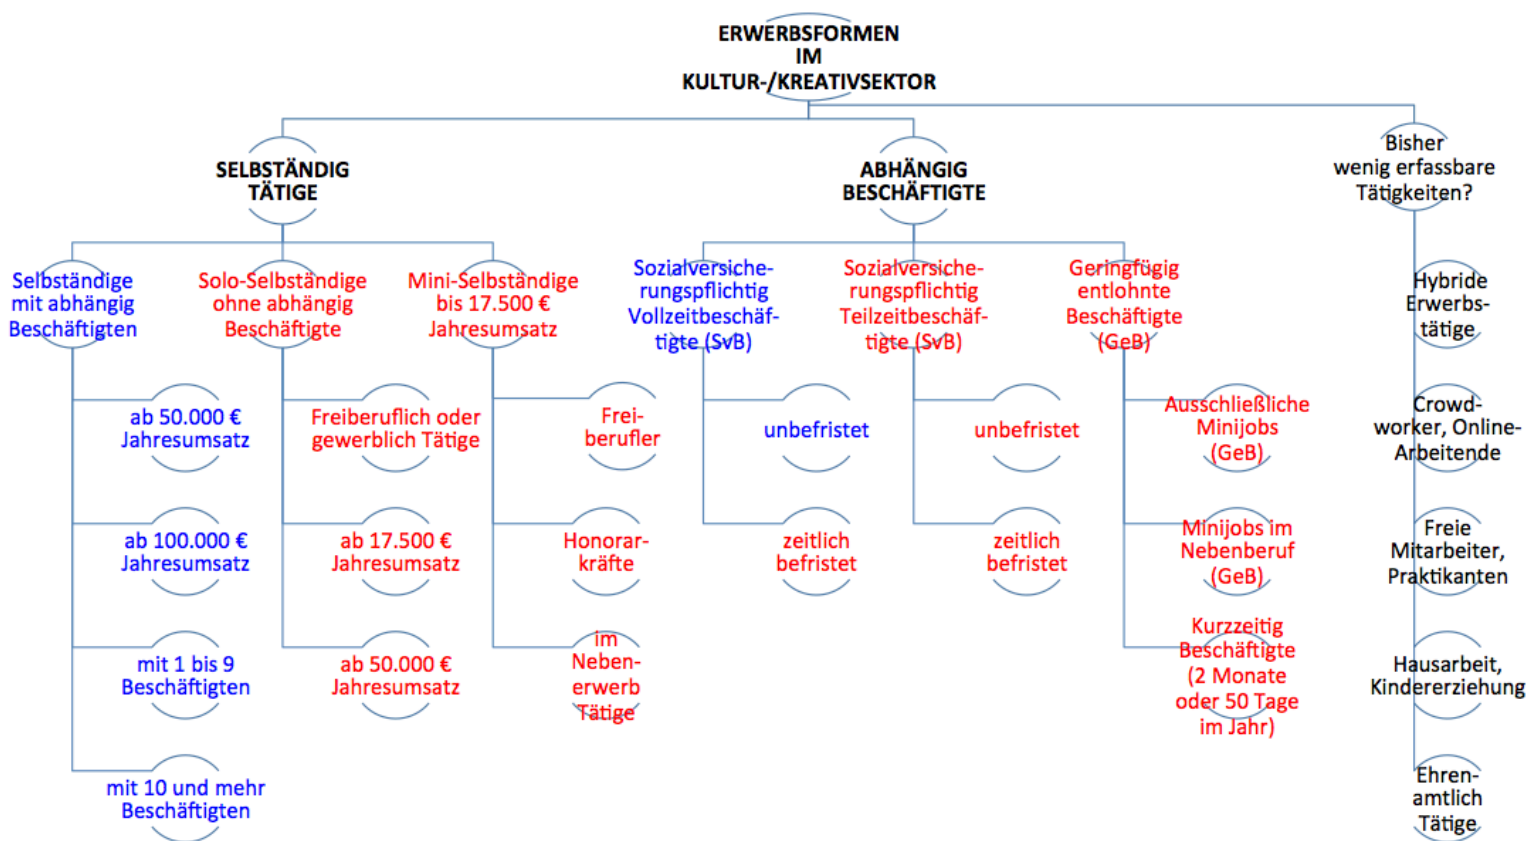 ERWERBSFORMEN
IM
KULTUR-/KREATIVSEKTOR
SELBSTÄNDIG
TÄTIGE
ABHÄNGIG
BESCHÄFTIGTE
Bisher
wenig erfassbare
Tätigkeiten?
Selbständige
mit abhängig
Beschäftigten
Solo-Selbständige
ohne abhängig
Beschäftigte
Mini-Selbständige
bis 17.500 €
Jahresumsatz
Sozialversiche-
rungspflichtig
Vollzeitbeschäf-
tigte (SvB)
Sozialversiche-
rungspflichtig
Teilzeitbeschäf-
tigte (SvB)
Geringfügig
entlohnte
Beschäftigte
(GeB)
Hybride
Erwerbs-
tätige
ab 50.000 €
Jahresumsatz
Freiberuflich oder
gewerblich Tätige
Frei-
berufler
unbefristet
unbefristet
Ausschließliche
Minijobs
(GeB)
Crowd-
worker, Online-
Arbeitende
ab 100.000 €
Jahresumsatz
ab 17.500 €
Jahresumsatz
Honorar-
kräfte
zeitlich
befristet
zeitlich
befristet
Minijobs im
Nebenberuf
(GeB)
Freie
Mitarbeiter,
Praktikanten
mit 1 bis 9
Beschäftigten
ab 50.000 €
Jahresumsatz
im
Neben-
erwerb
Tätige
Kurzzeitig
Beschäftigte
(2 Monate
oder 50 Tage
im Jahr)
Hausarbeit,
Kindererziehung
mit 10 und mehr
Beschäftigten
Ehren-
amtlich
Tätige